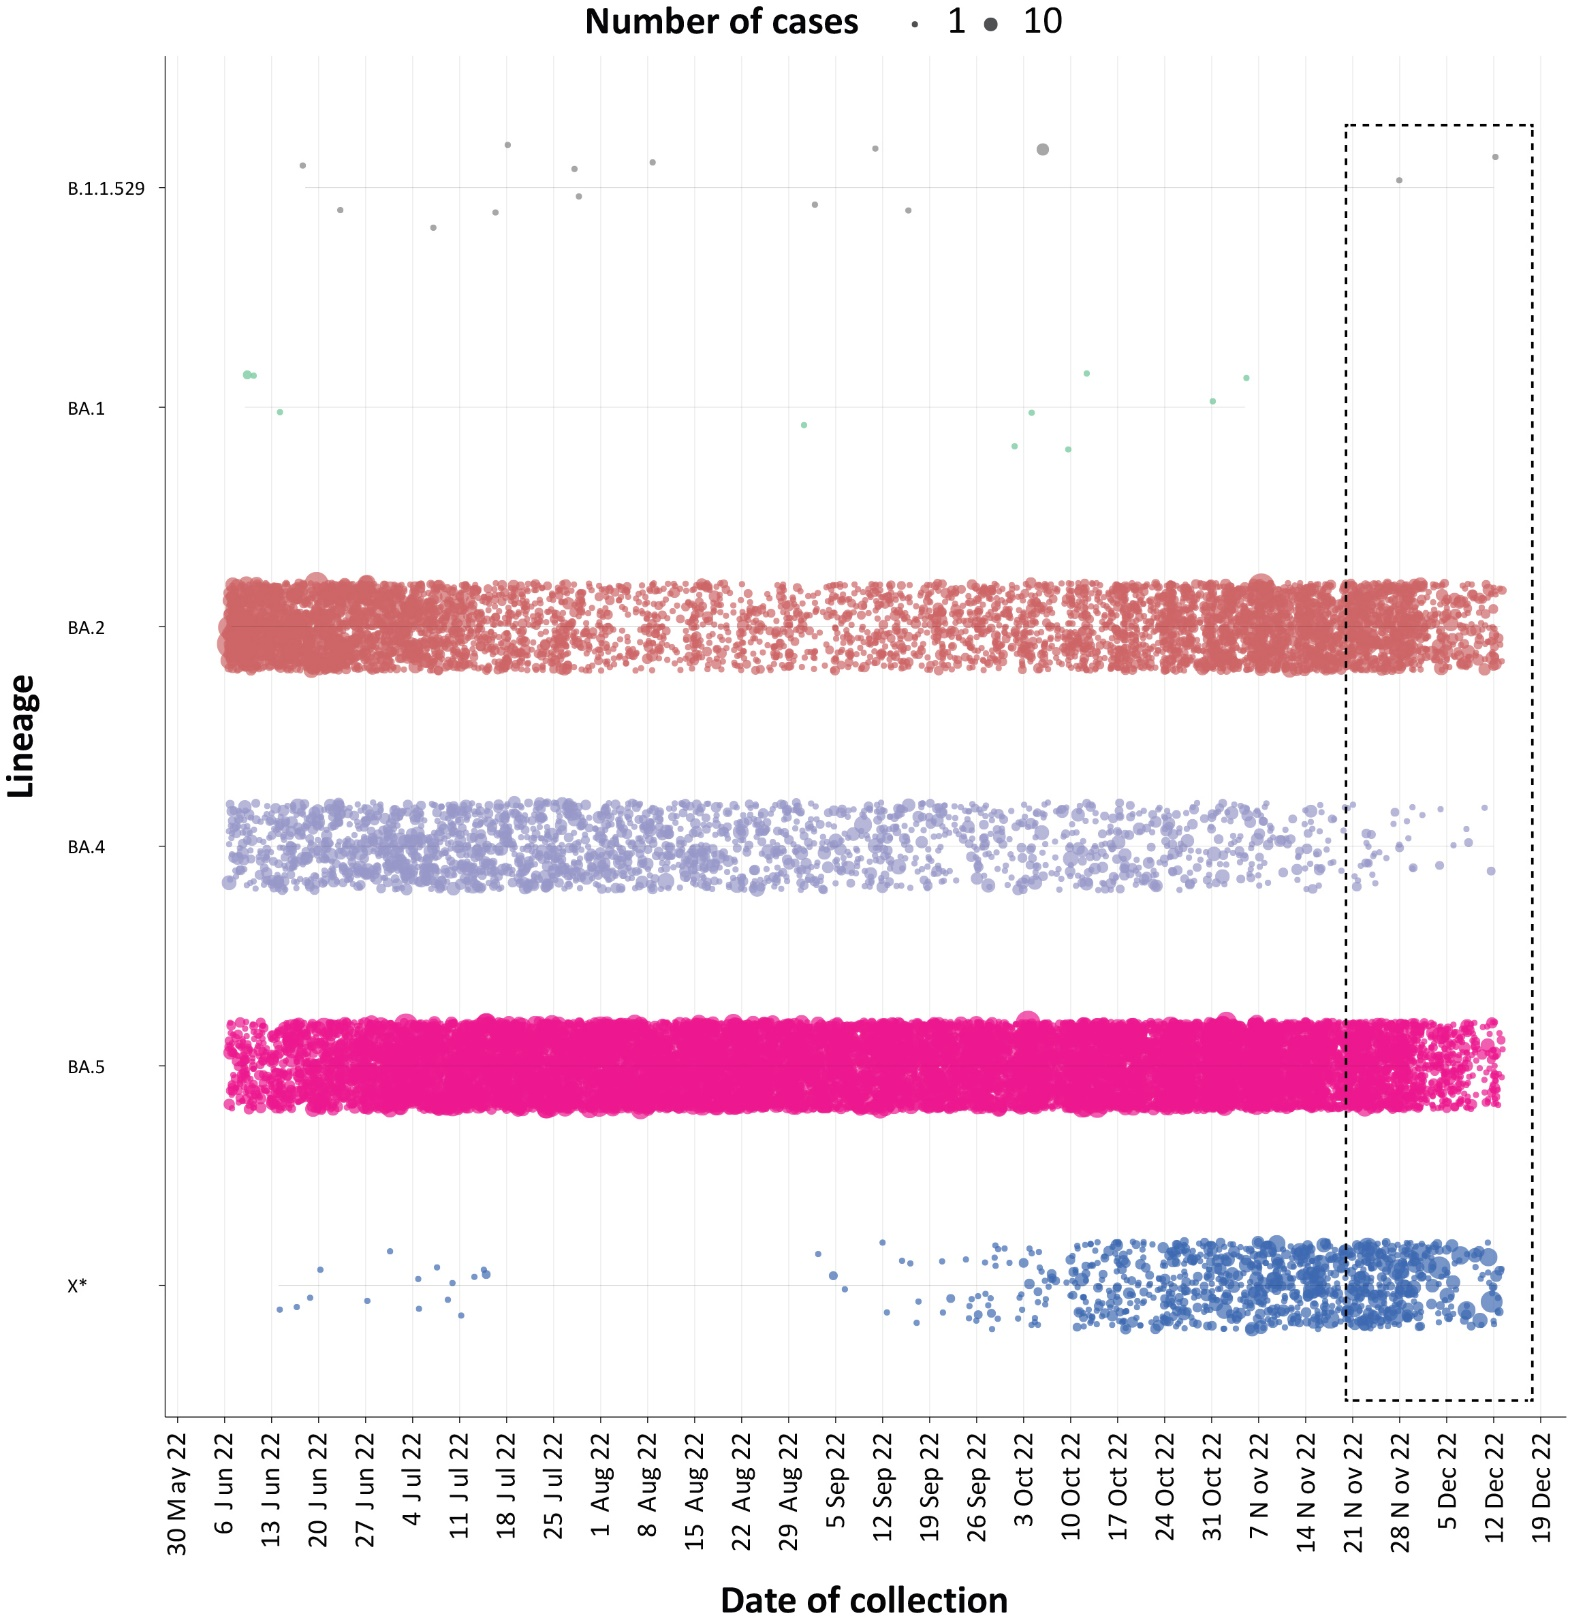 Number of cases 1 10
B.1.1.529
BA.1
BA.2
BA.4
BA.5
X*
Lineage
30 May 22
6 Jun 22
13 Jun 22
20 Jun 22
27 Jun 22
4 Jul 22
11 Jul 22
18 Jul 22
25 Jul 22
1 Aug 22
8 Aug 22
15 Aug 22
22 Aug 22
29 Aug 22
5 Sep 22
12 Sep 22
19 Sep 22
26 Sep 22
3 Oct 22
10 Oct 22
17 Oct 22
24 Oct 22
31 Oct 22
7 Nov 22
14 Nov 22
21 Nov 22
28 Nov 22
5 Dec 22
12 Dec 22
19 Dec 22
Date of collection